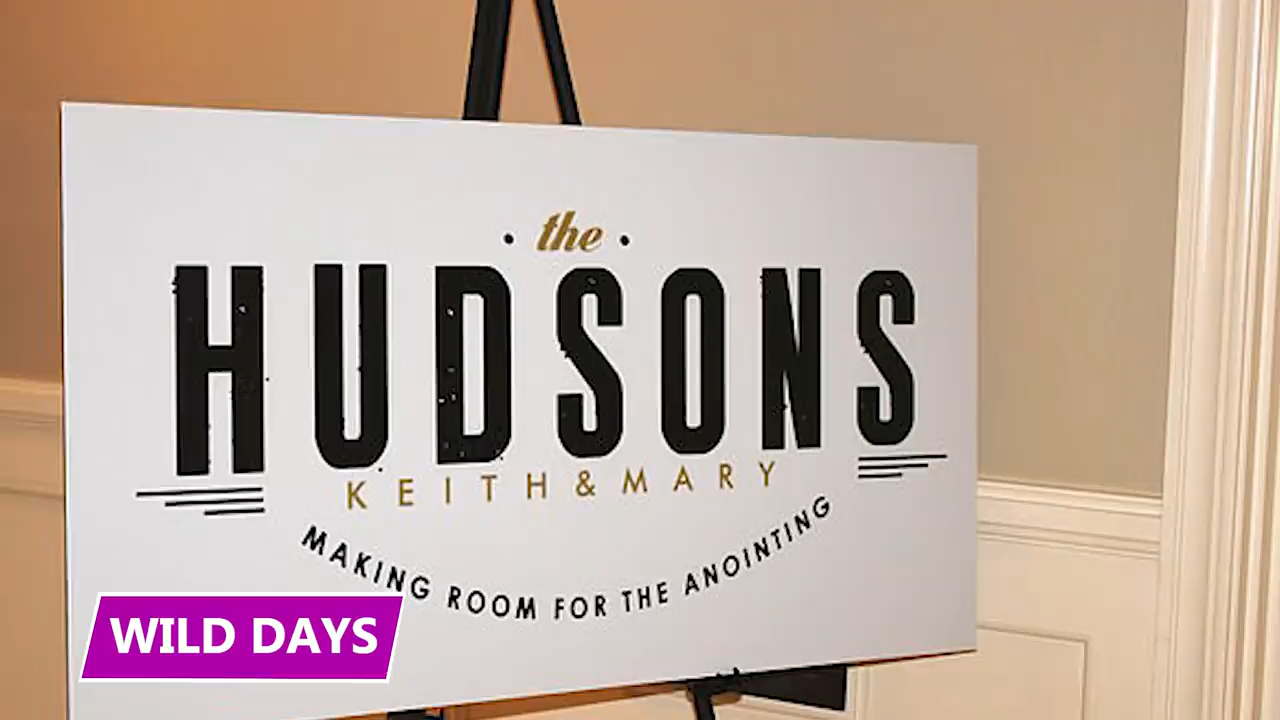 • the •
HUDSONS
KEITH&MARY
MAKING ROOM FOR THE ANOINTING
WILD DAYS